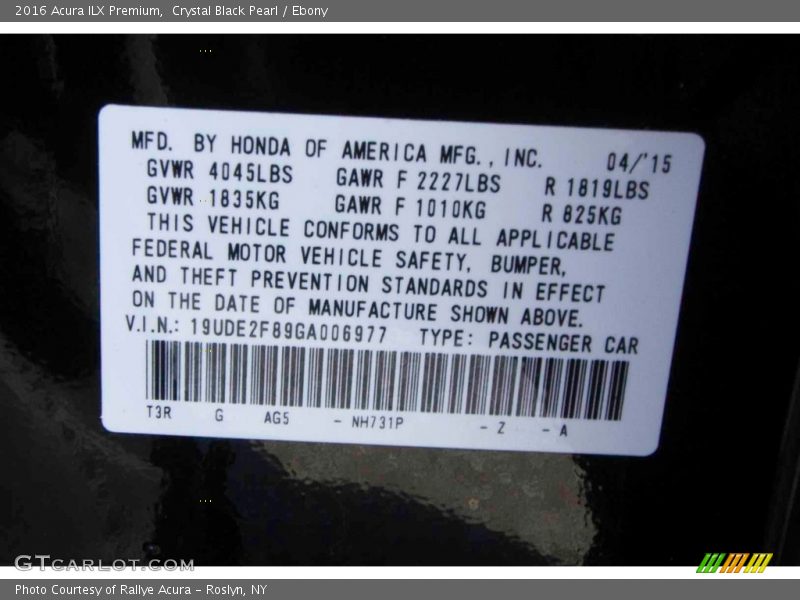 2016 Acura ILX Premium, Crystal Black Pearl / Ebony
MFD. BY HONDA OF AMERICA MFG., INC. 04/'15
GVWR 4045LBS GAWR F 2227LBS R 1819LBS
GVWR 1835KG GAWR F 1010KG R 825KG
THIS VEHICLE CONFORMS TO ALL APPLICABLE
FEDERAL MOTOR VEHICLE SAFETY, BUMPER,
AND THEFT PREVENTION STANDARDS IN EFFECT
ON THE DATE OF MANUFACTURE SHOWN ABOVE.
V.I.N.: 19UDE2F89GA006977 TYPE: PASSENGER CAR
T3R G AG5 - NH731P - Z - A
GTCARLOT.COM
Photo Courtesy of Rallye Acura - Roslyn, NY